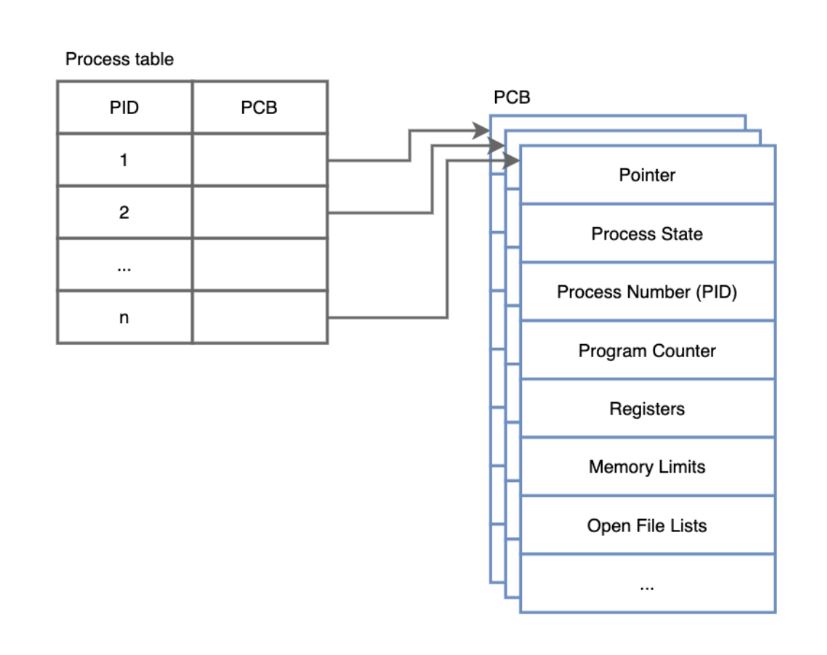 Process table
PID PCB
1
2
...
n
PCB
Pointer
Process State
Process Number (PID)
Program Counter
Registers
Memory Limits
Open File Lists
...